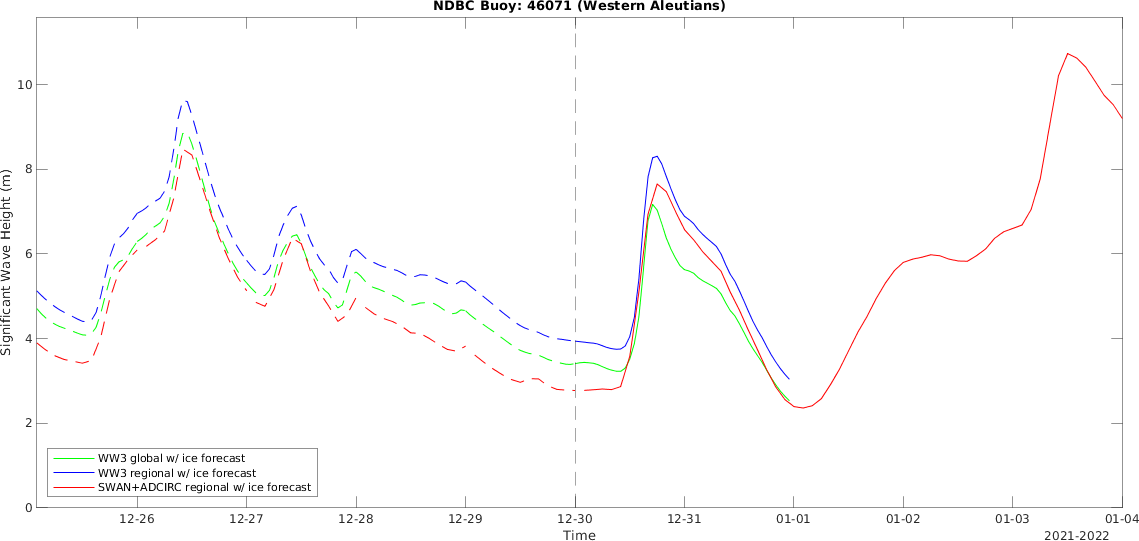 NDBC Buoy: 46071 (Western Aleutians)
Significant Wave Height (m)
10
8
6
4
2
0
WW3 global w/ ice forecast
WW3 regional w/ ice forecast
SWAN+ADCIRC regional w/ ice forecast
12-26 12-27 12-28 12-29 12-30 12-31 01-01 01-02 01-03 01-04
Time
2021-2022